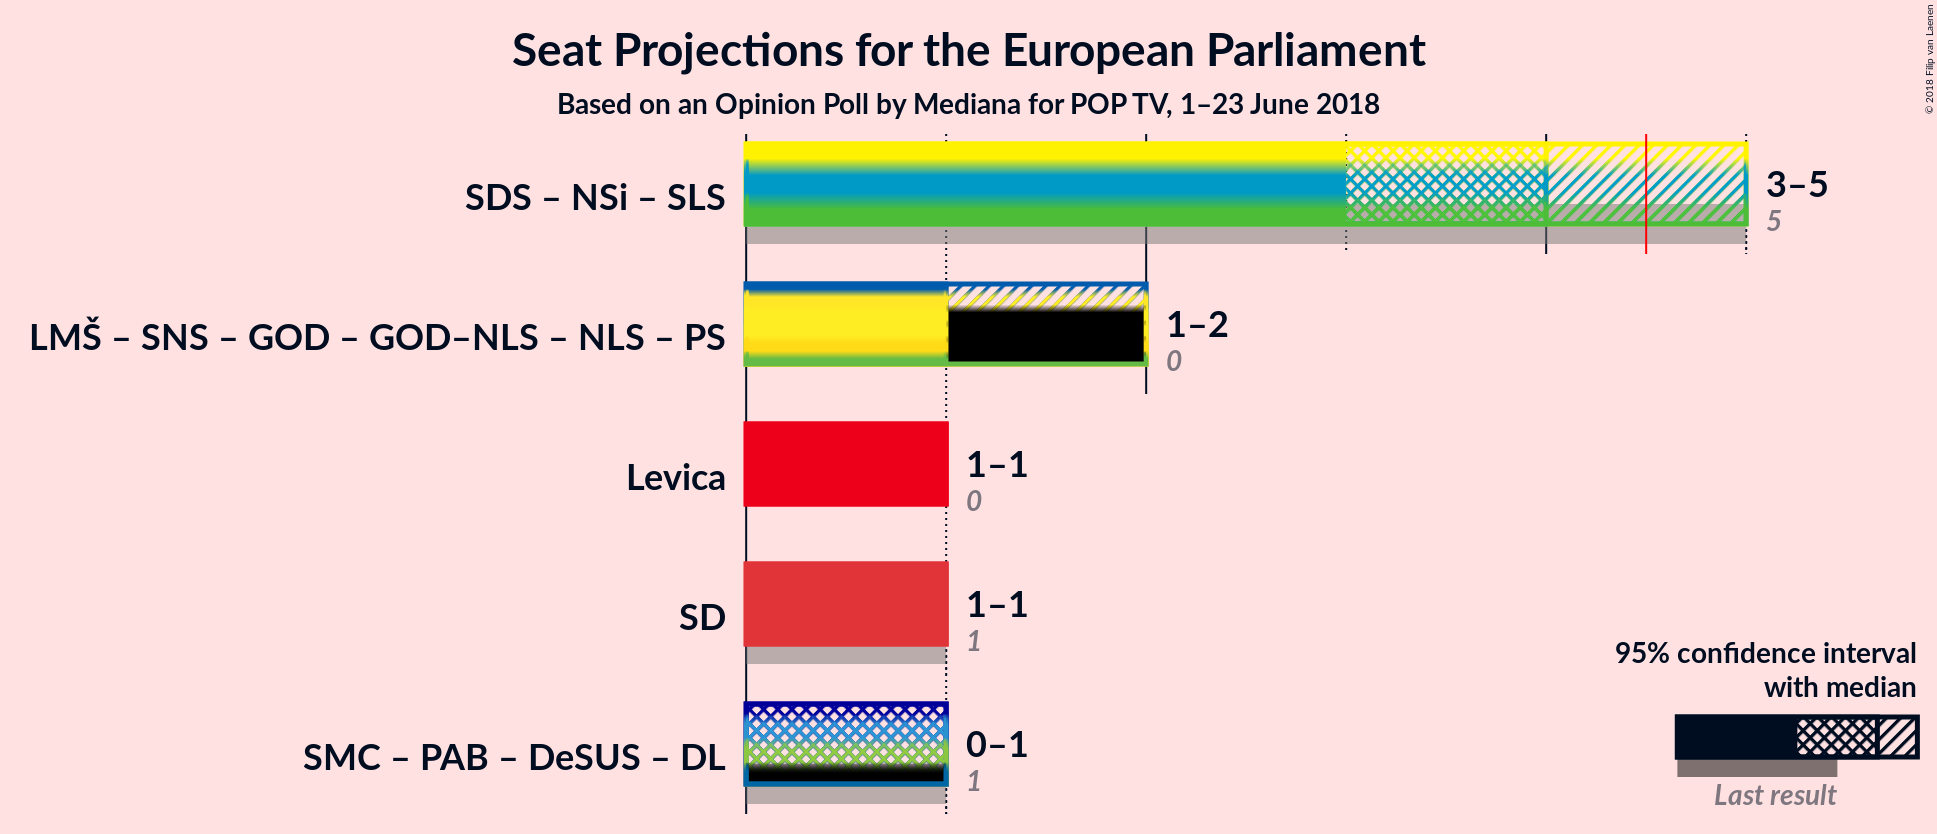 Seat Projections for the European Parliament
Based on an Opinion Poll by Mediana for POP TV, 1–23 June 2018
© 2018 Filip van Laenen
SDS – NSi – SLS
3–5
5
LMŠ – SNS – GOD – GOD–NLS – NLS – PS
1–2
0
Levica
1–1
0
SD
1–1
1
SMC – PAB – DeSUS – DL
0–1
1
95% confidence interval
with median
Last result